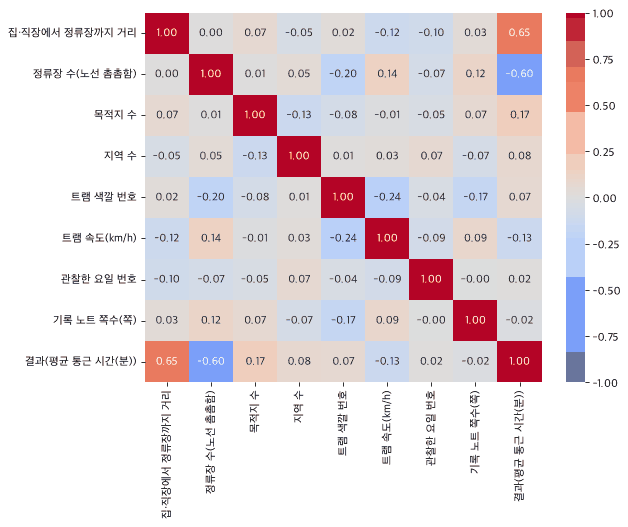 집·직장에서 정류장까지 거리 1.00 0.00 0.07 -0.05 0.02 -0.12 -0.10 0.03 0.65
정류장 수(노선 촘촘함) 0.00 1.00 0.01 0.05 -0.20 0.14 -0.07 0.12 -0.60
목적지 수 0.07 0.01 1.00 -0.13 -0.08 -0.01 -0.05 0.07 0.17
지역 수 -0.05 0.05 -0.13 1.00 0.01 0.03 0.07 -0.07 0.08
트램 색깔 번호 0.02 -0.20 -0.08 0.01 1.00 -0.24 -0.04 -0.17 0.07
트램 속도(km/h) -0.12 0.14 -0.01 0.03 -0.24 1.00 -0.09 0.09 -0.13
관찰한 요일 번호 -0.10 -0.07 -0.05 0.07 -0.04 -0.09 1.00 -0.00 0.02
기록 노트 쪽수(쪽) 0.03 0.12 0.07 -0.07 -0.17 0.09 -0.00 1.00 -0.02
결과(평균 통근 시간(분)) 0.65 -0.60 0.17 0.08 0.07 -0.13 0.02 -0.02 1.00
집·직장에서 정류장까지 거리
정류장 수(노선 촘촘함)
목적지 수
지역 수
트램 색깔 번호
트램 속도(km/h)
관찰한 요일 번호
기록 노트 쪽수(쪽)
결과(평균 통근 시간(분))
1.00
0.75
0.50
0.25
0.00
-0.25
-0.50
-0.75
-1.00